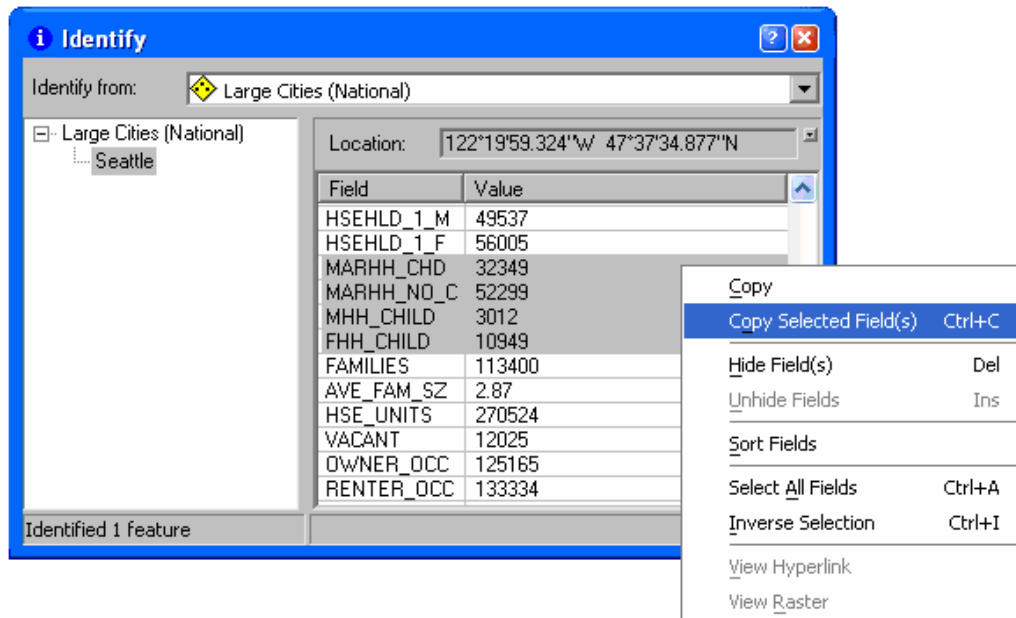 Identify
Identify from: Large Cities (National)
Large Cities (National)
Seattle
Location: 122°19'59.324"W 47°37'34.877"N
Field Value
HSEHLD_1_M 49537
HSEHLD_1_F 56005
MARHH_CHD 32349
MARHH_NO_C 52299
MHH_CHILD 3012
FHH_CHILD 10949
FAMILIES 113400
AVE_FAM_SZ 2.87
HSE_UNITS 270524
VACANT 12025
OWNER_OCC 125165
RENTER_OCC 133334
Identified 1 feature
Copy
Copy Selected Field(s) Ctrl+C
Hide Field(s) Del
Unhide Fields Ins
Sort Fields
Select All Fields Ctrl+A
Inverse Selection Ctrl+I
View Hyperlink
View Raster